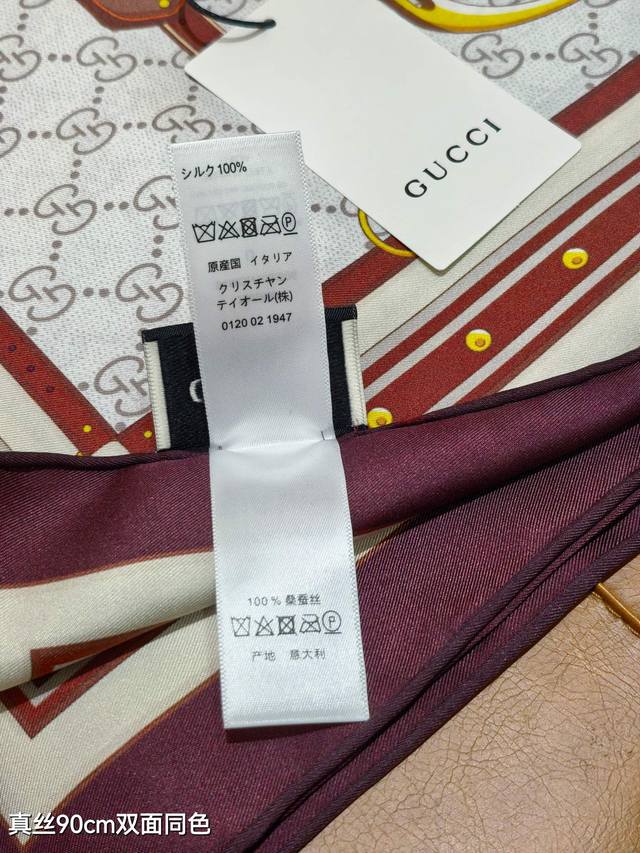 GUCCI
シルク100%
原産国 イタリア
クリスチャン
ディオール(株)
0120 02 1947
100% 桑蚕丝
产地 意大利
真丝90cm双面同色